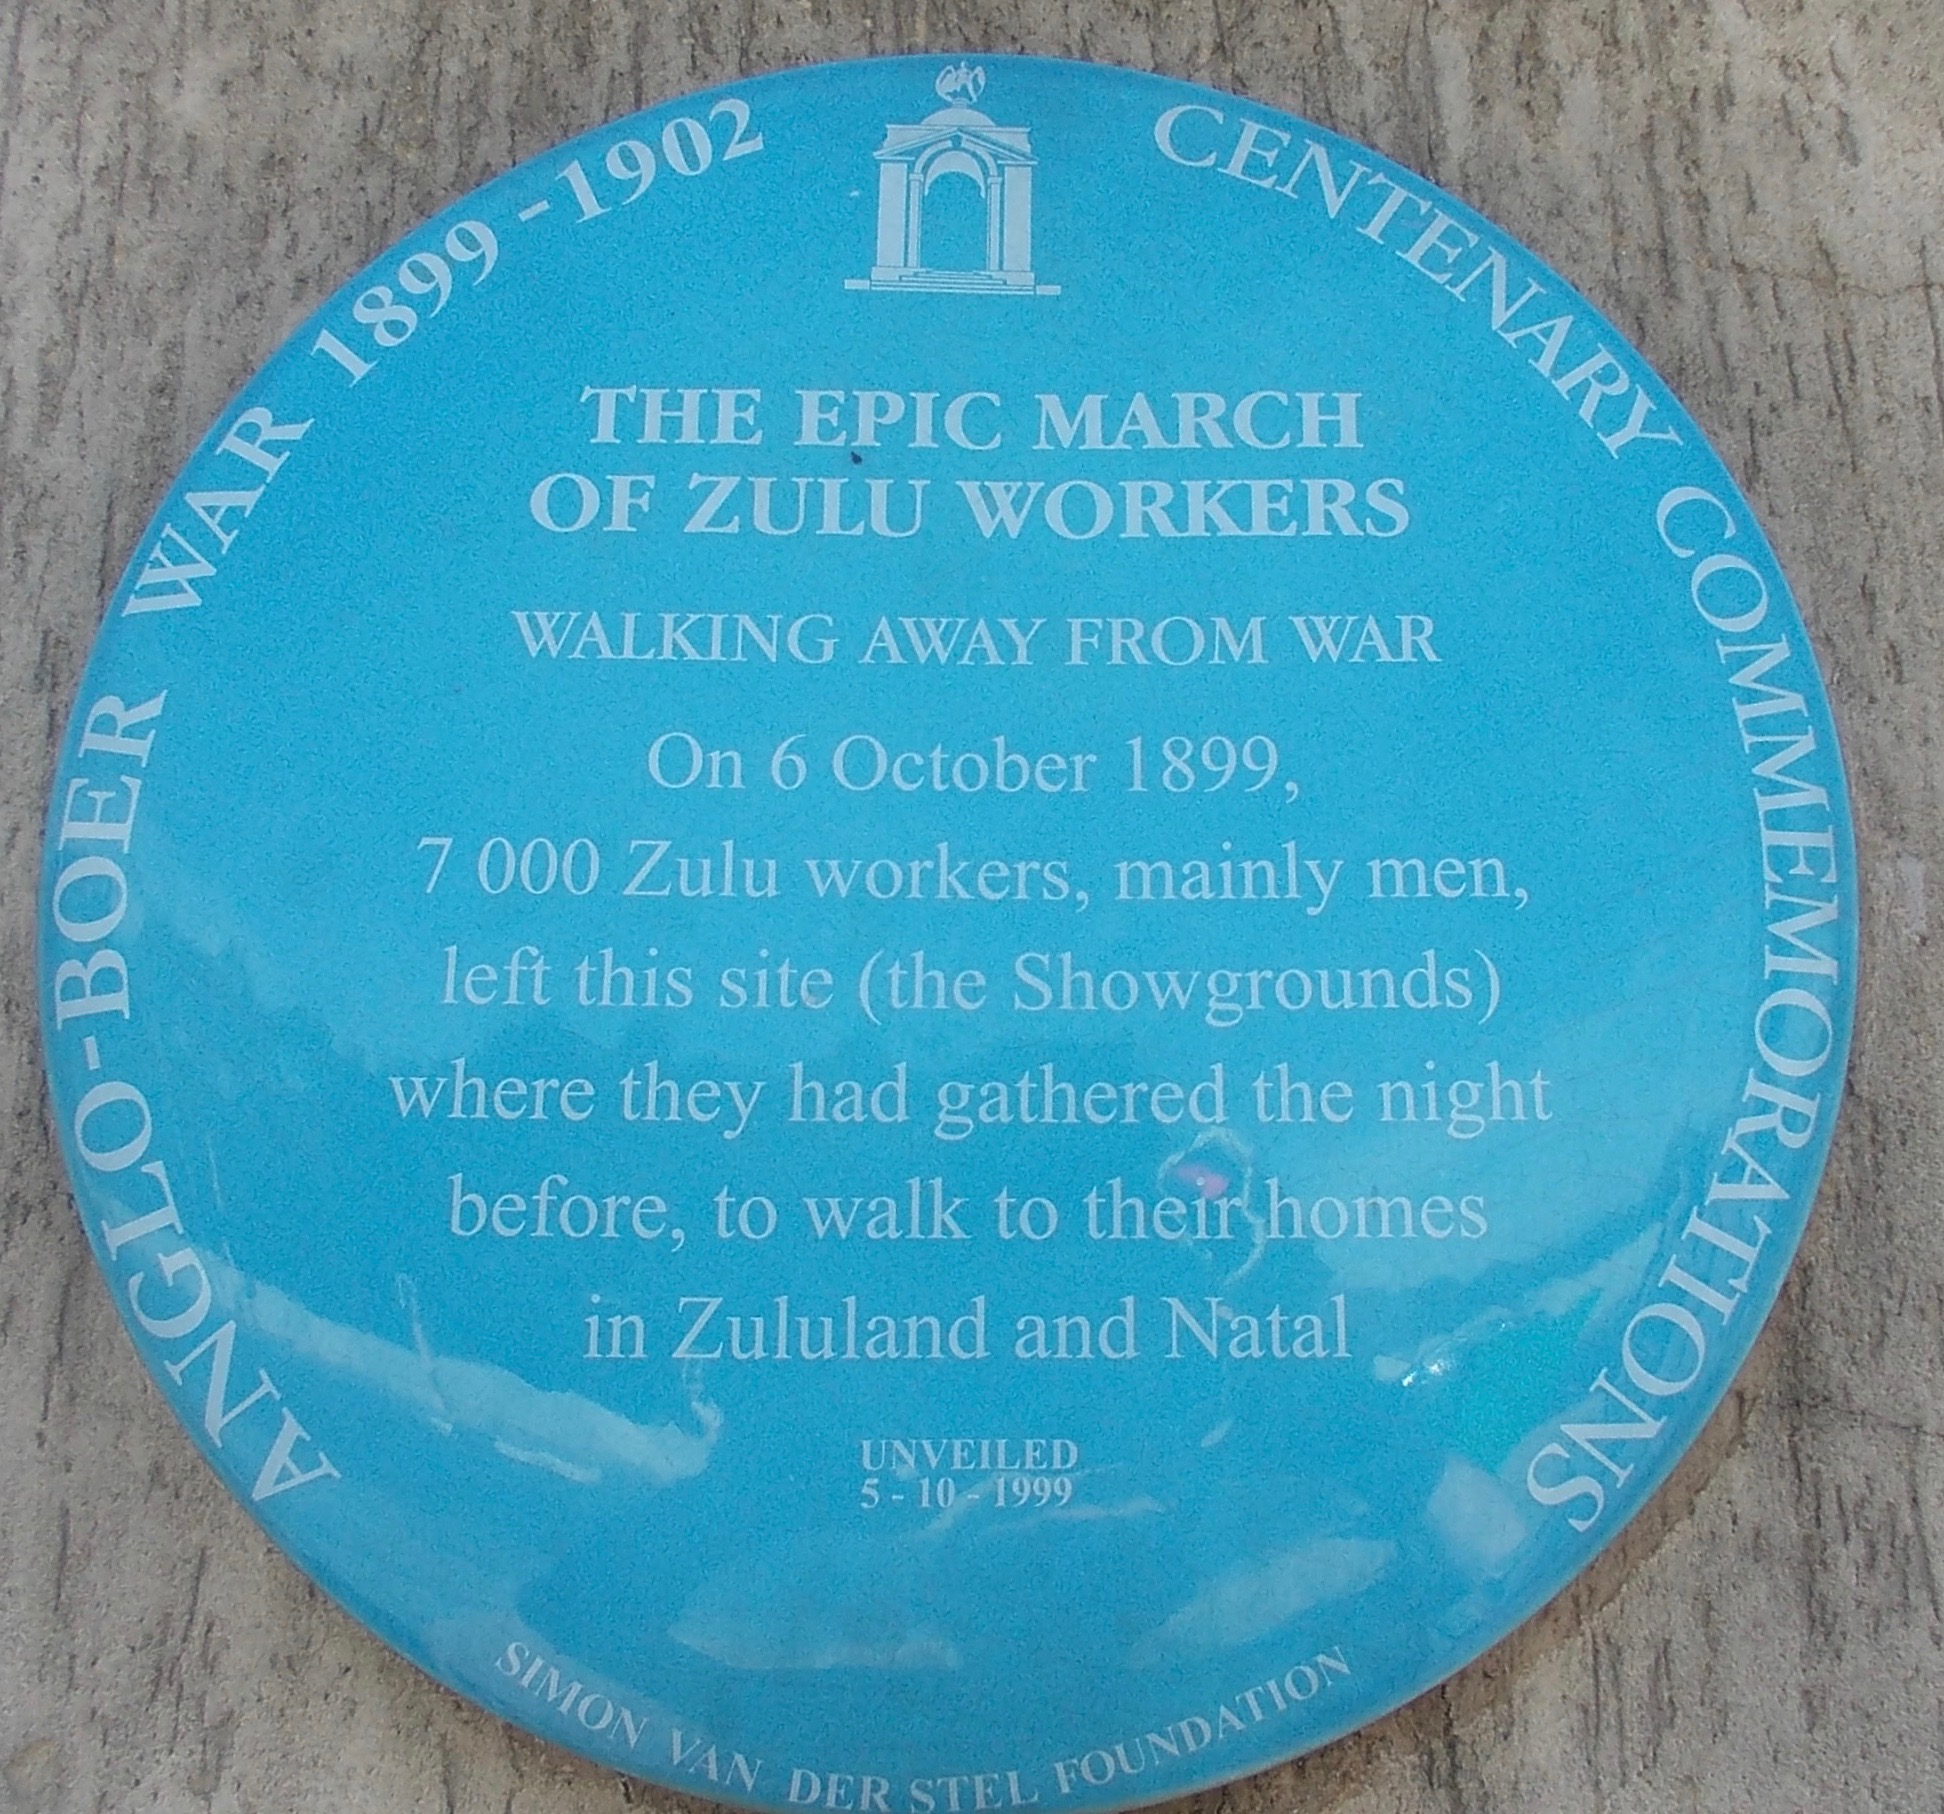 ANGLO-BOER WAR 1899-1902
CENTENARY COMMEMORATIONS
THE EPIC MARCH
OF ZULU WORKERS
WALKING AWAY FROM WAR
On 6 October 1899,
7 000 Zulu workers, mainly men,
left this site (the Showgrounds)
where they had gathered the night
before, to walk to their homes
in Zululand and Natal
UNVEILED
5 - 10 - 1999
SIMON VAN DER STEL FOUNDATION